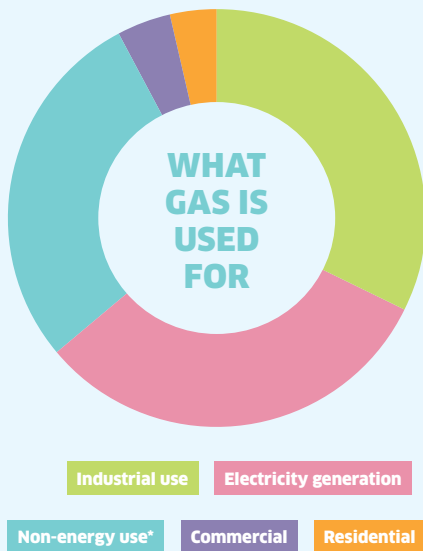 WHAT
GAS IS
USED
FOR
Industrial use
Electricity generation
Non-energy use*
Commercial
Residential